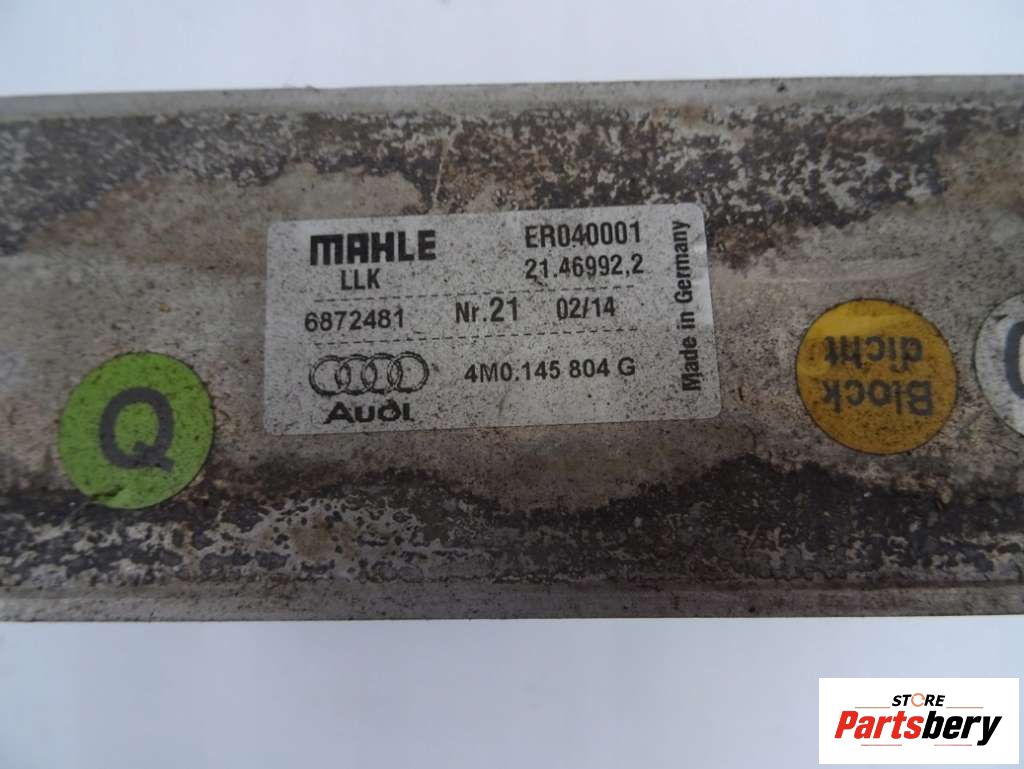 MAHLE
LLK
ER040001
21.46992,2
6872481 Nr.21 02/14
Audi
4M0.145 804 G
Made in Germany
Q
Block
dicht
STORE
Partsbery